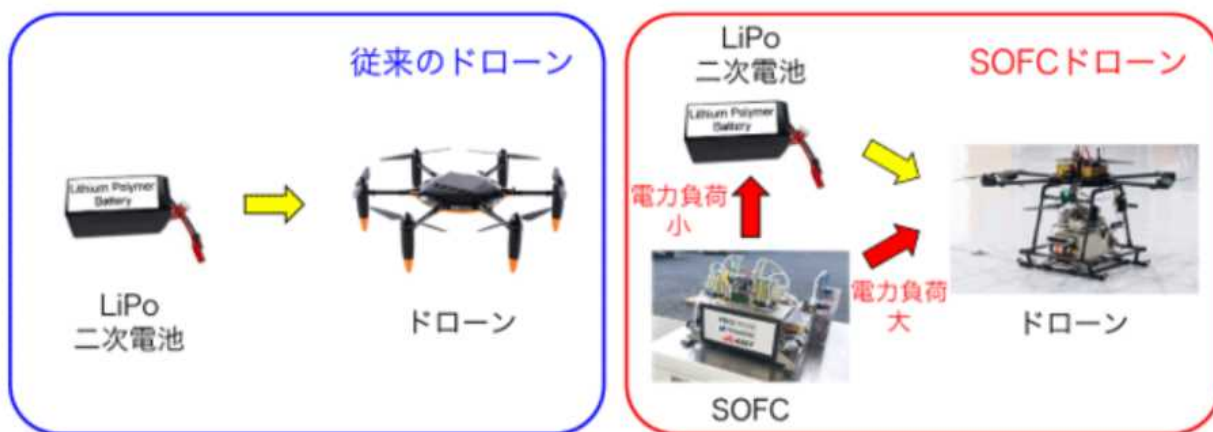 従来のドローン
Lithium Polymer
Battery
LiPo
二次電池
ドローン
SOFCドローン
LiPo
二次電池
Lithium Polymer
Battery
電力負荷
小
電力負荷
大
SOFC
ドローン